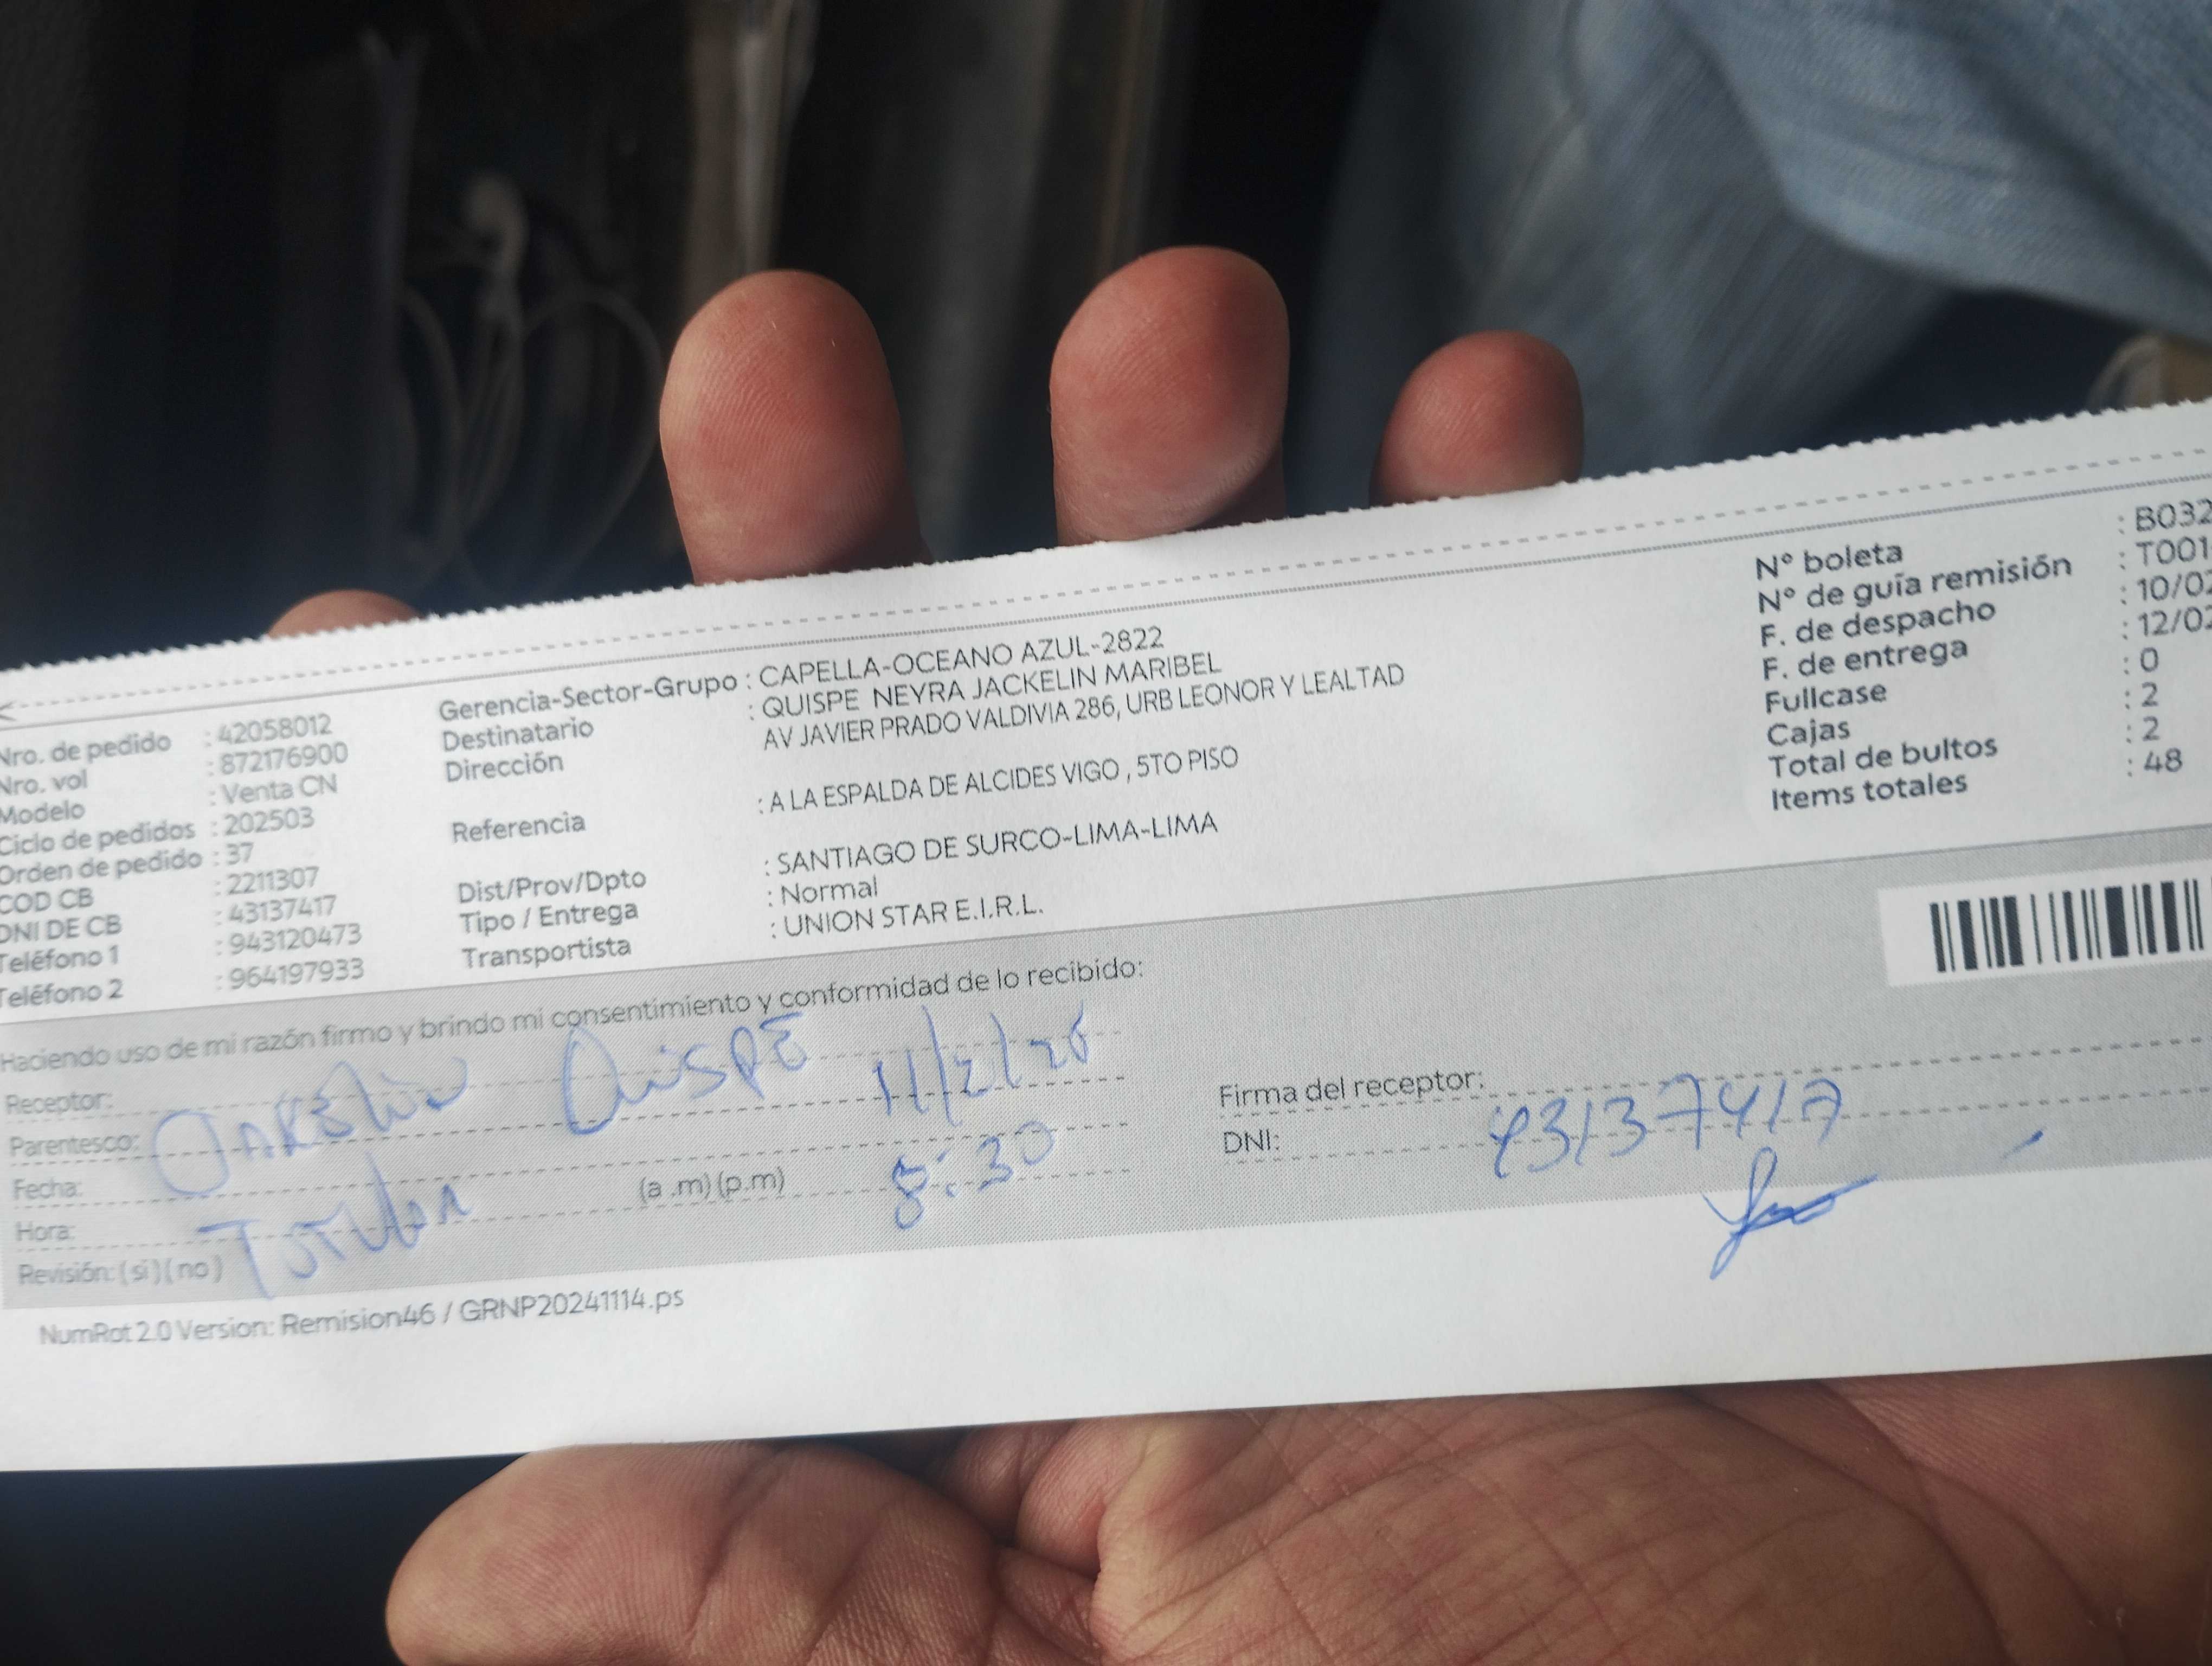 Nro. de pedido : 42058012
Nro. vol : 872176900
Modelo : Venta CN
Ciclo de pedidos : 202503
Orden de pedido : 37
COD CB : 2211307
DNI DE CB : 43137417
Teléfono 1 : 943120473
Teléfono 2 : 964197933
Gerencia-Sector-Grupo : CAPELLA-OCEANO AZUL-2822
Destinatario : QUISPE NEYRA JACKELIN MARIBEL
Dirección AV JAVIER PRADO VALDIVIA 286, URB LEONOR Y LEALTAD
Referencia : A LA ESPALDA DE ALCIDES VIGO , 5TO PISO
Dist/Prov/Dpto : SANTIAGO DE SURCO-LIMA-LIMA
Tipo / Entrega : Normal
Transportista : UNION STAR E.I.R.L.
N° boleta : B032
N° de guía remisión : T001
F. de despacho : 10/02
F. de entrega : 12/02
Fullcase : 0
Cajas : 2
Total de bultos : 2
Items totales : 48
Haciendo uso de mi razón firmo y brindo mi consentimiento y conformidad de lo recibido:
Receptor:
Parentesco: Quispe 11/2/25
Fecha:
Hora: (a .m) (p.m) 8:30
Revisión: ( si ) ( no ) Titular
Firma del receptor:
DNI: 43137417
NumRot 2.0 Version: Remision46 / GRNP20241114.ps